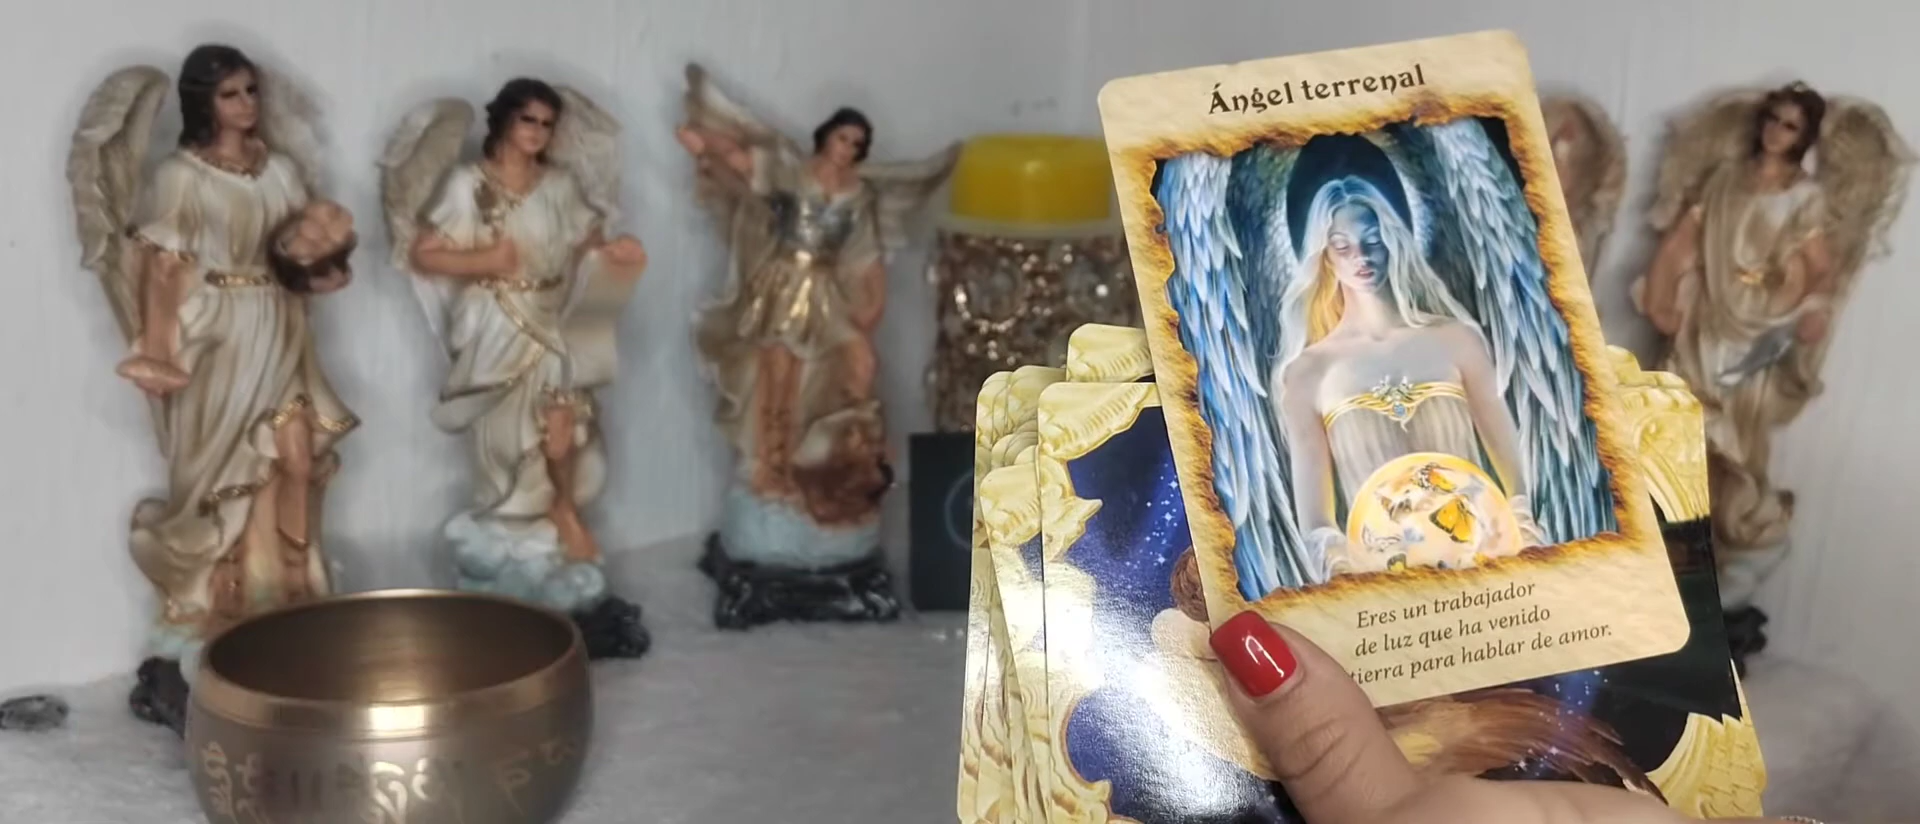 Ángel terrenal
Eres un trabajador
de luz que ha venido
tierra para hablar de amor.